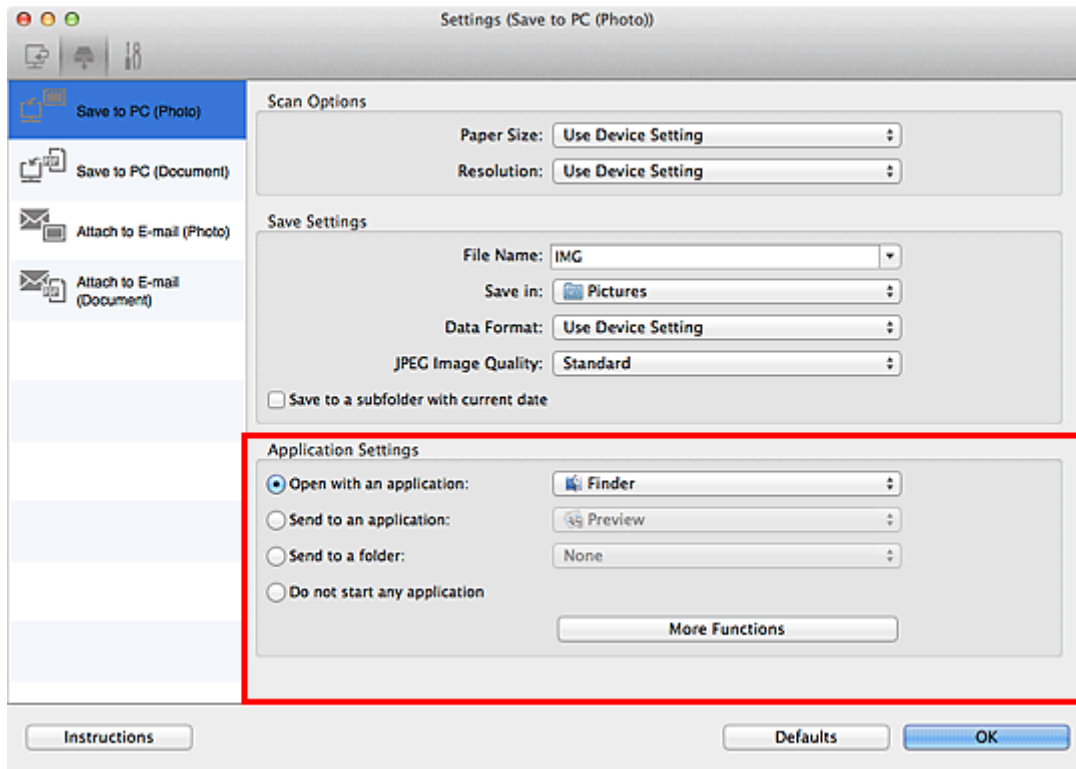 Settings (Save to PC (Photo))
Save to PC (Photo)
Save to PC (Document)
Attach to E-mail (Photo)
Attach to E-mail
(Document)
Scan Options
Paper Size: Use Device Setting
Resolution: Use Device Setting
Save Settings
File Name: IMG
Save in: Pictures
Data Format: Use Device Setting
JPEG Image Quality: Standard
Save to a subfolder with current date
Application Settings
Open with an application: Finder
Send to an application: Preview
Send to a folder: None
Do not start any application
More Functions
Instructions Defaults OK